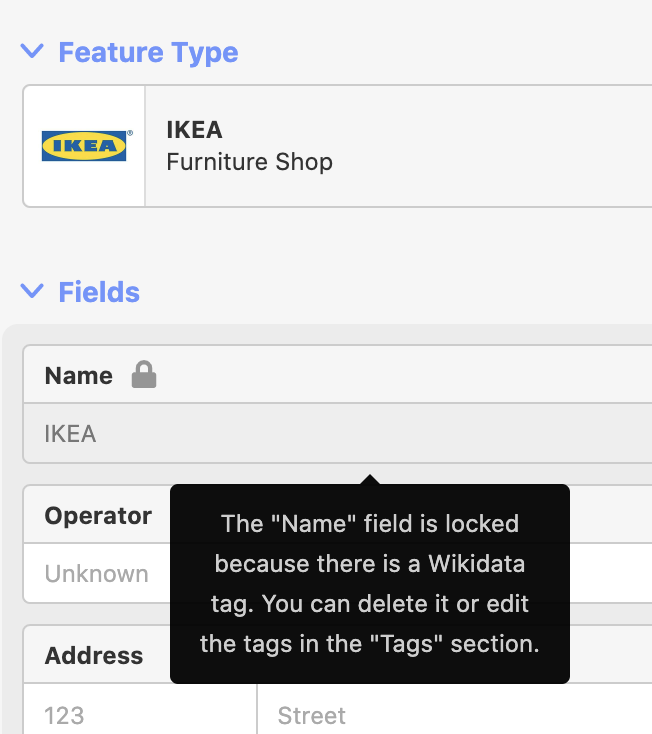 Feature Type
IKEA
IKEA
Furniture Shop
Fields
Name
IKEA
Operator
Unknown
The "Name" field is locked
because there is a Wikidata
tag. You can delete it or edit
the tags in the "Tags" section.
Address
123
Street